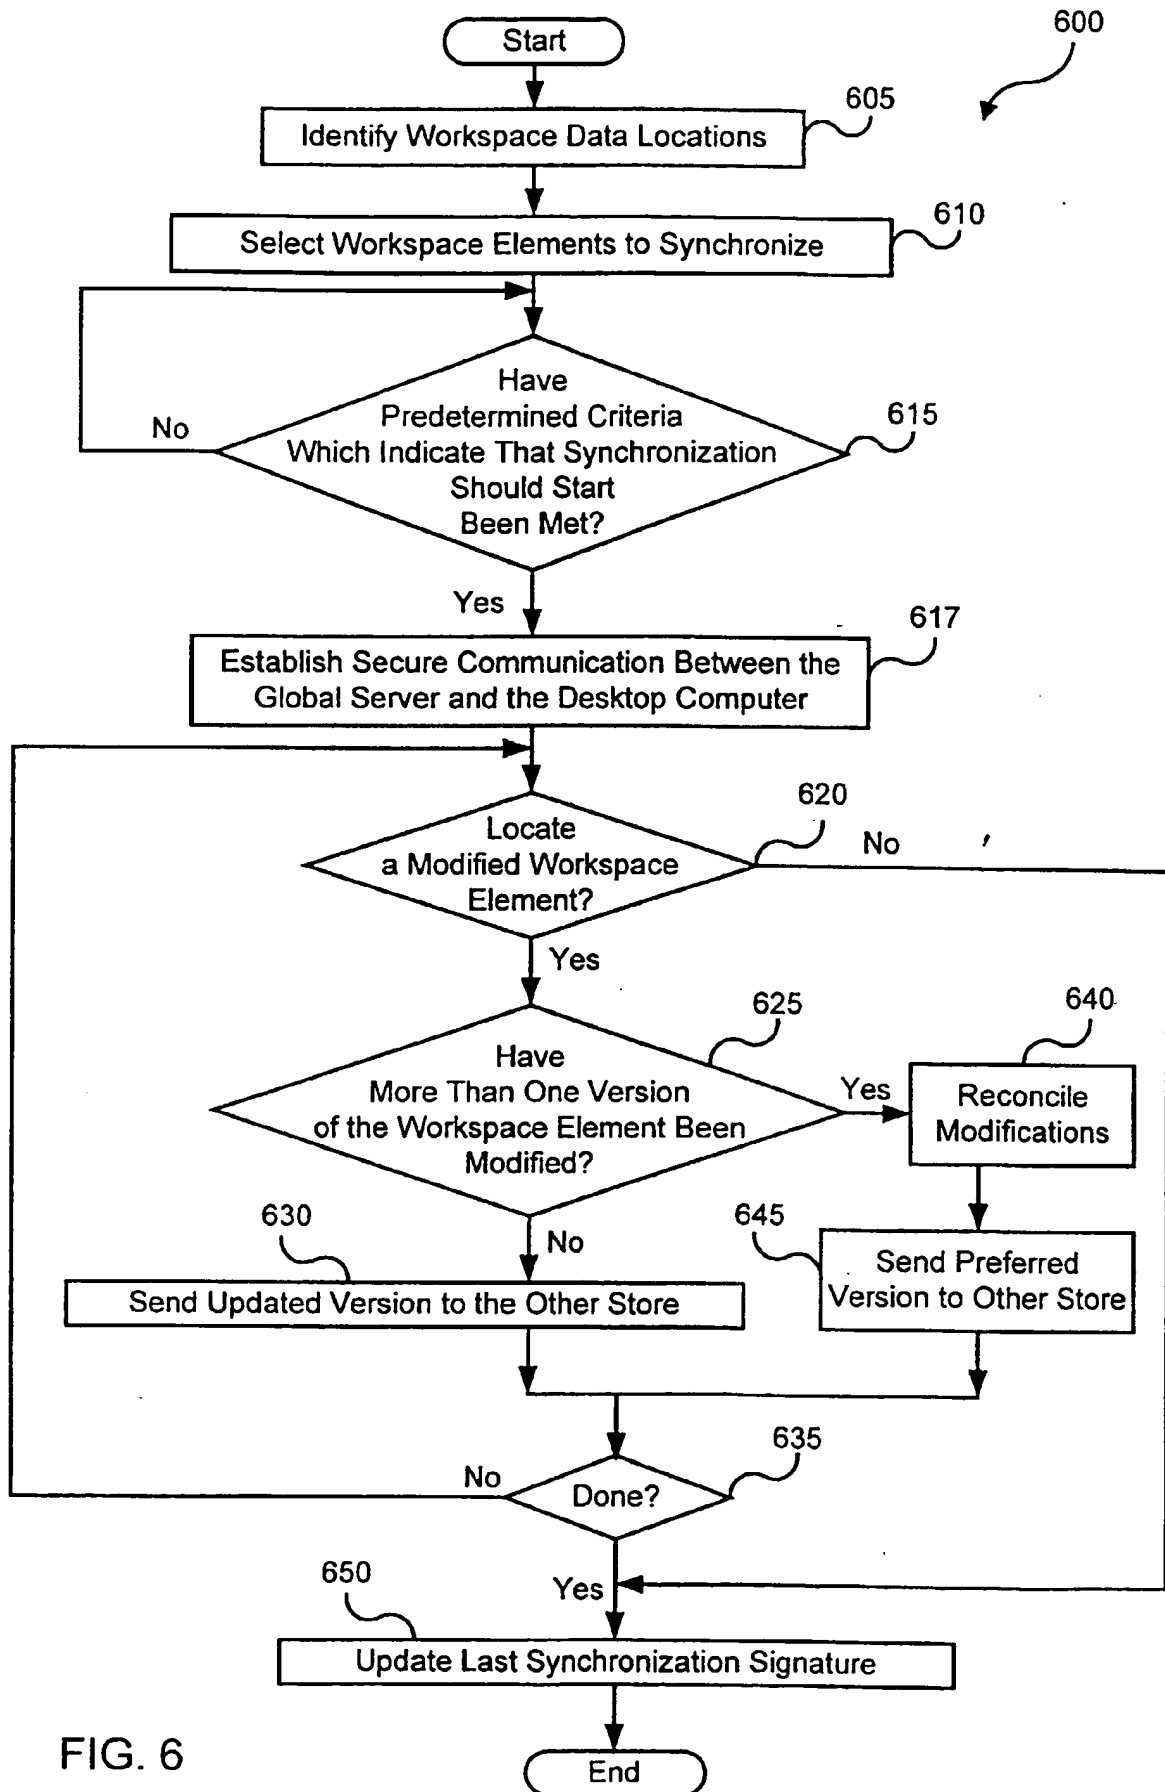 Start
600
605
Identify Workspace Data Locations
610
Select Workspace Elements to Synchronize
Have
Predetermined Criteria
Which Indicate That Synchronization
Should Start
Been Met?
No
615
Yes
617
Establish Secure Communication Between the
Global Server and the Desktop Computer
620
Locate
a Modified Workspace
Element?
No
Yes
625
640
Have
More Than One Version
of the Workspace Element Been
Modified?
Yes
Reconcile
Modifications
630
No
645
Send Updated Version to the Other Store
Send Preferred
Version to Other Store
635
No
Done?
650
Yes
Update Last Synchronization Signature
FIG. 6
End